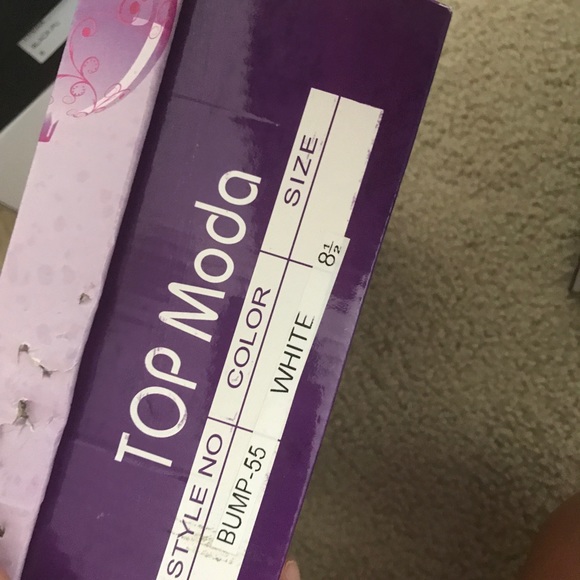 TOP Moda
STYLE NO COLOR SIZE
BUMP-55 WHITE 8½